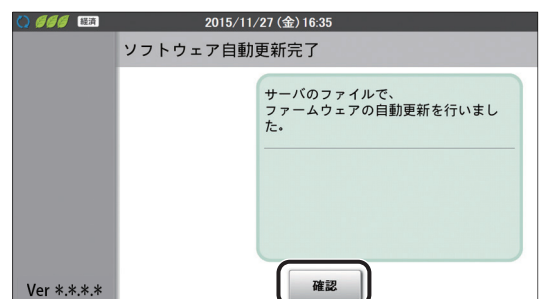 経済 2015/11/27 (金) 16:35
ソフトウェア自動更新完了
サーバのファイルで、
ファームウェアの自動更新を行いまし
た。
確認
Ver *.*.*.*